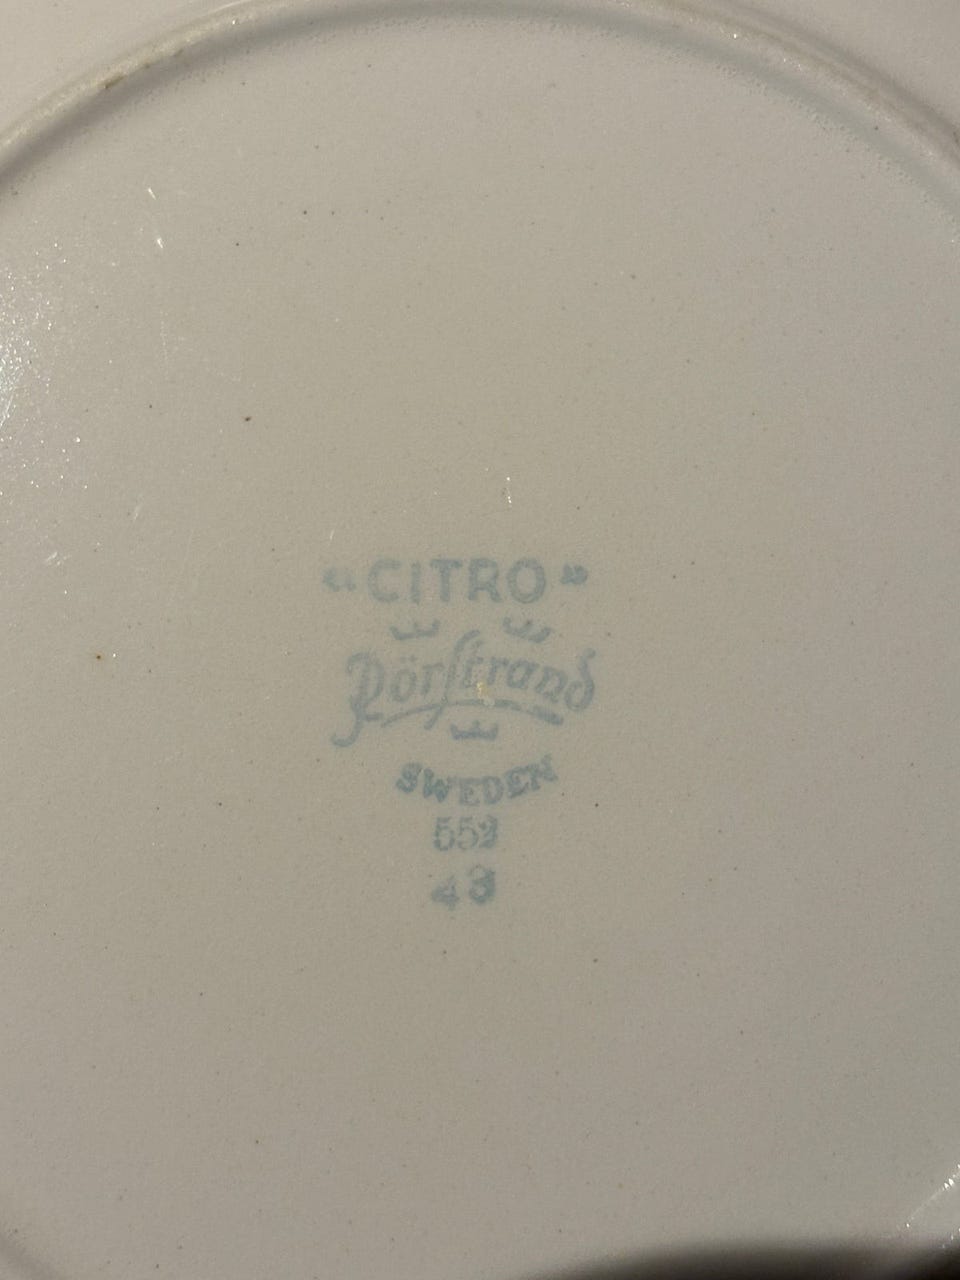 "CITRO"
Rörstrand
SWEDEN
552
43